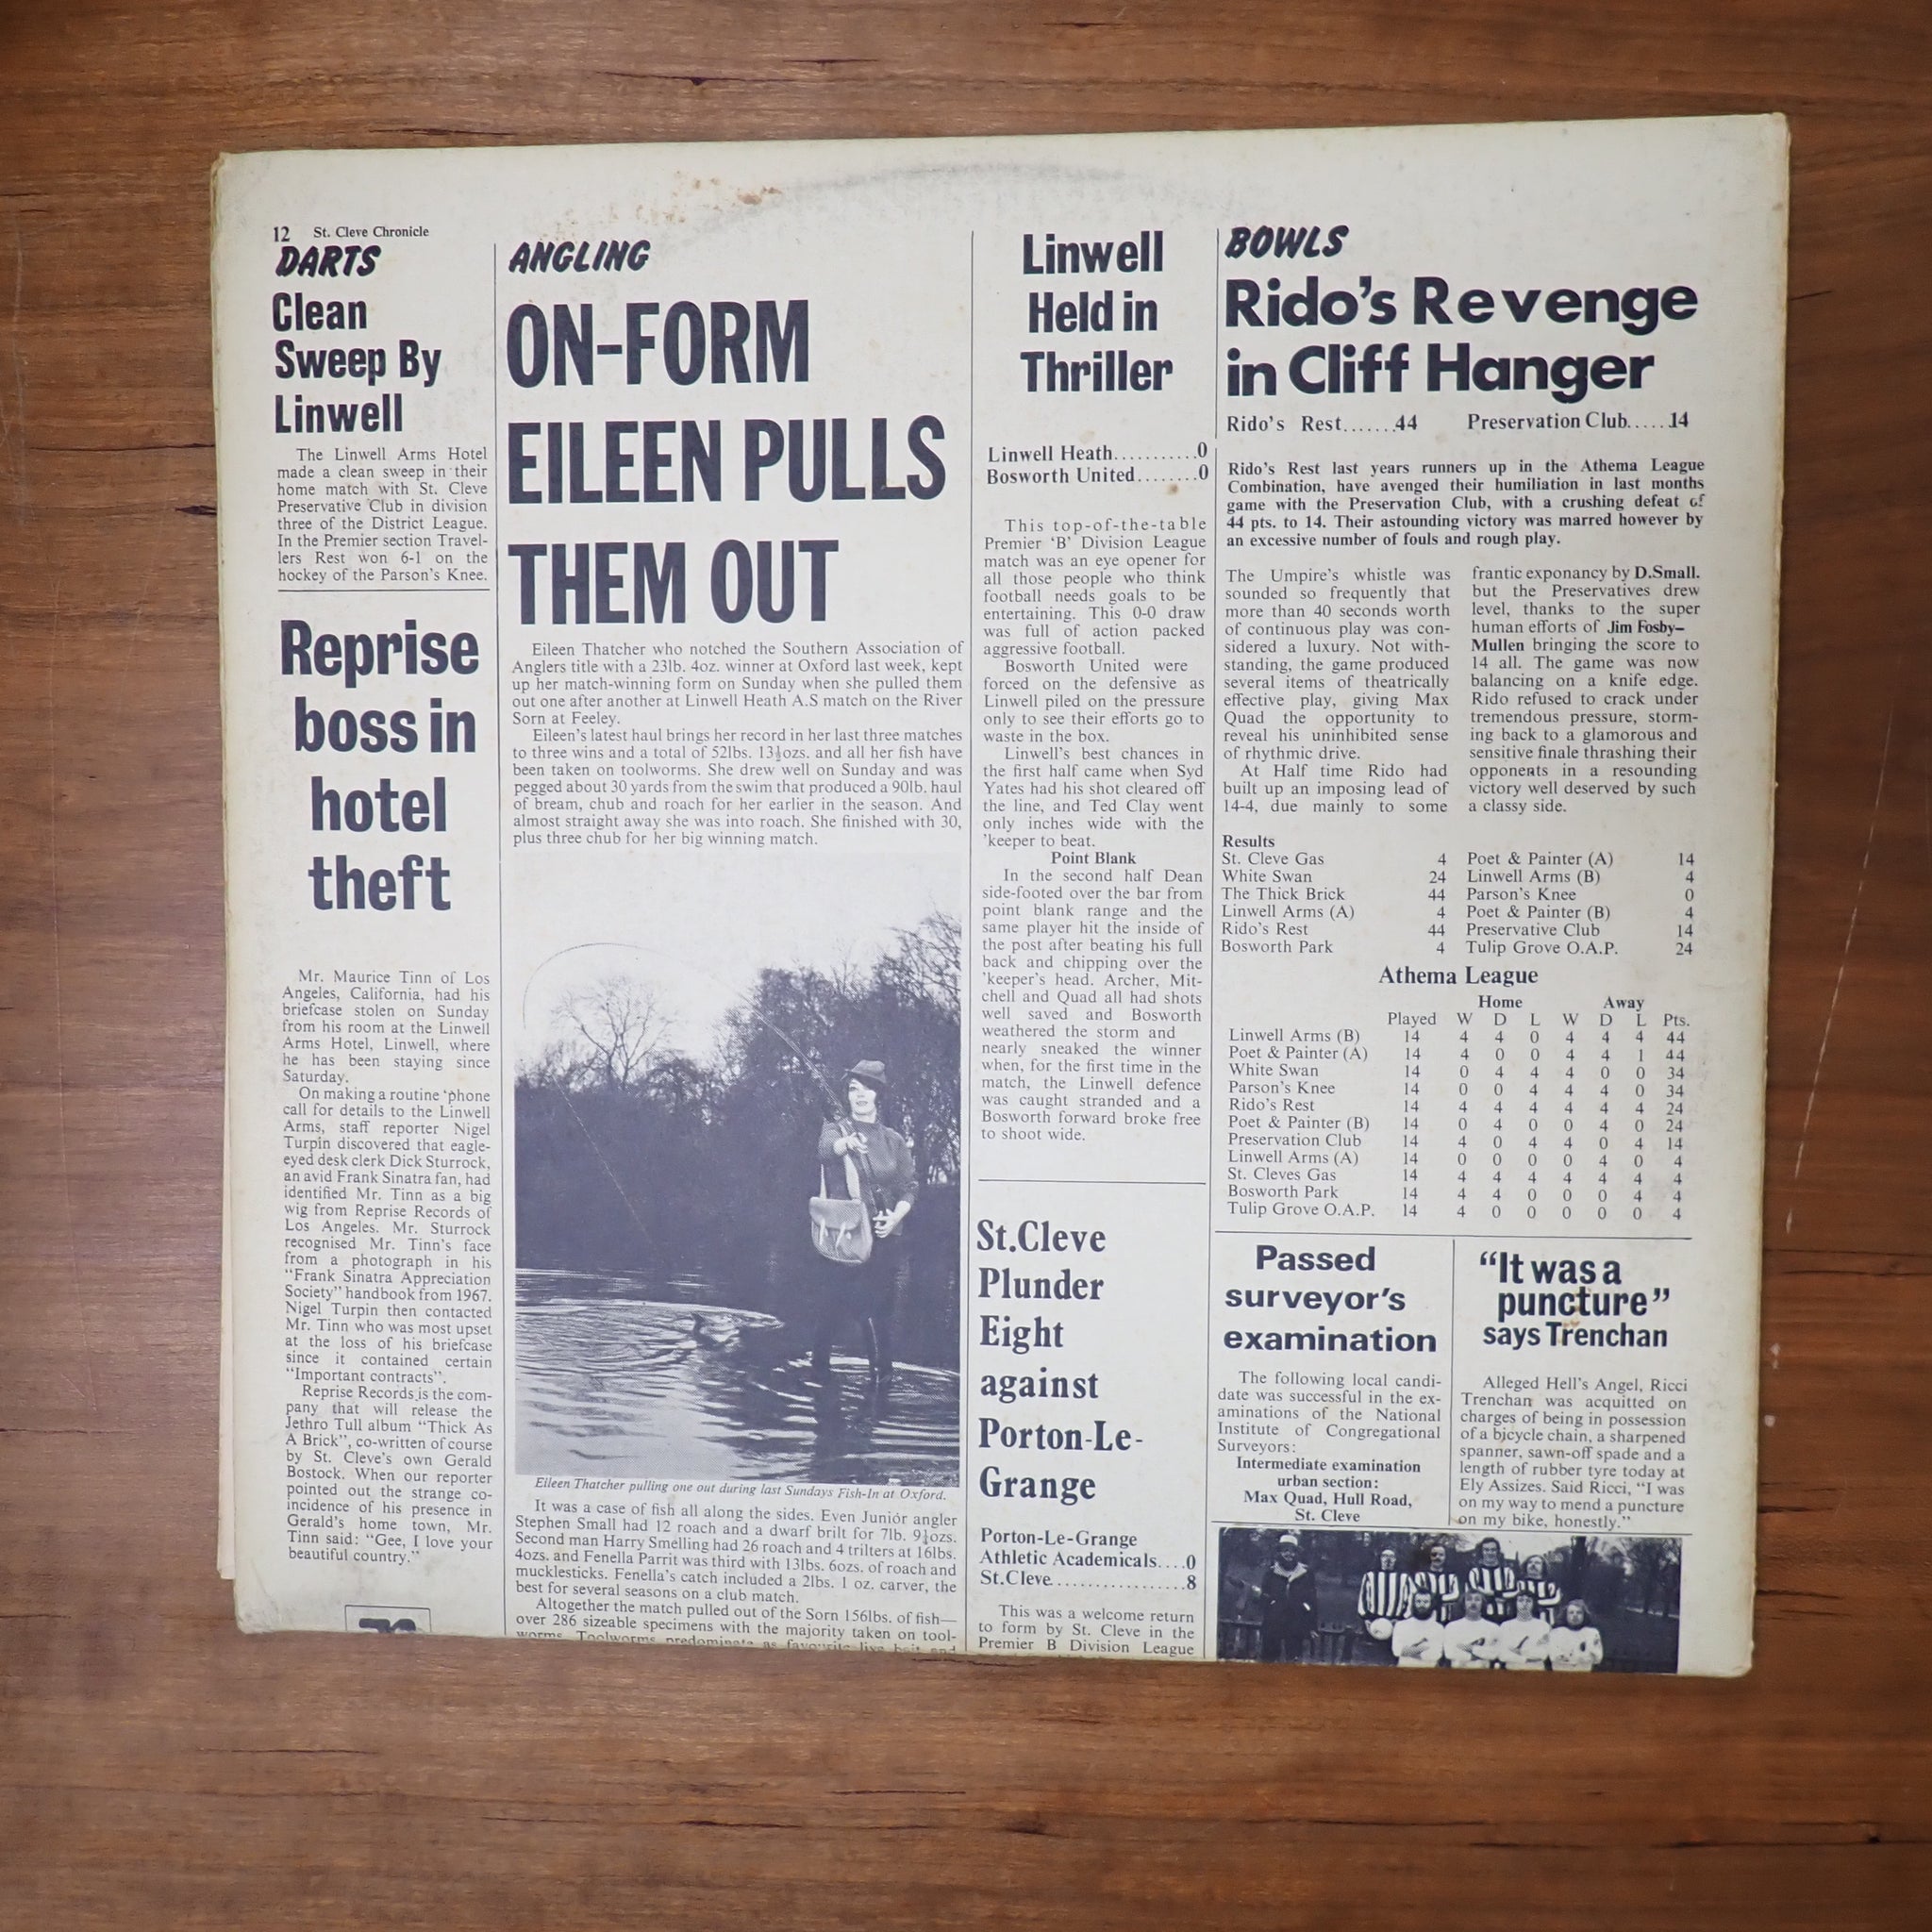 12 St. Cleve Chronicle
DARTS
Clean
Sweep By
Linwell
The Linwell Arms Hotel
made a clean sweep in their
home match with St. Cleve
Preservative Club in division
three of the District League.
In the Premier section Travel-
lers Rest won 6-1 on the
hockey of the Parson's Knee.
Reprise
boss in
hotel
theft
Mr. Maurice Tinn of Los
Angeles, California, had his
briefcase stolen on Sunday
from his room at the Linwell
Arms Hotel, Linwell, where
he has been staying since
Saturday.
On making a routine 'phone
call for details to the Linwell
Arms, staff reporter Nigel
Turpin discovered that eagle-
eyed desk clerk Dick Sturrock,
an avid Frank Sinatra fan, had
identified Mr. Tinn as a big
wig from Reprise Records of
Los Angeles. Mr. Sturrock
recognised Mr. Tinn's face
from a photograph in his
"Frank Sinatra Appreciation
Society" handbook from 1967.
Nigel Turpin then contacted
Mr. Tinn who was most upset
at the loss of his briefcase
since it contained certain
"Important contracts".
Reprise Records is the com-
pany that will release the
Jethro Tull album "Thick As
A Brick", co-written of course
by St. Cleve's own Gerald
Bostock. When our reporter
pointed out the strange co-
incidence of his presence in
Gerald's home town, Mr.
Tinn said: "Gee, I love your
beautiful country."
ANGLING
ON-FORM
EILEEN PULLS
THEM OUT
Eileen Thatcher who notched the Southern Association of
Anglers title with a 23lb. 4oz. winner at Oxford last week, kept
up her match-winning form on Sunday when she pulled them
out one after another at Linwell Heath A.S match on the River
Sorn at Feeley.
Eileen's latest haul brings her record in her last three matches
to three wins and a total of 52lbs. 13½ozs. and all her fish have
been taken on toolworms. She drew well on Sunday and was
pegged about 30 yards from the swim that produced a 90lb. haul
of bream, chub and roach for her earlier in the season. And
almost straight away she was into roach. She finished with 30,
plus three chub for her big winning match.
Eileen Thatcher pulling one out during last Sundays Fish-In at Oxford.
It was a case of fish all along the sides. Even Junior angler
Stephen Small had 12 roach and a dwarf brilt for 7lb. 9½ozs.
Second man Harry Smelling had 26 roach and 4 trilters at 16lbs.
4ozs. and Fenella Parrit was third with 13lbs. 6ozs. of roach and
mucklesticks. Fenella's catch included a 2lbs. 1 oz. carver, the
best for several seasons on a club match.
Altogether the match pulled out of the Sorn 156lbs. of fish—
over 286 sizeable specimens with the majority taken on tool-
worms. Toolworms predominate as favourite live bait and
Linwell
Held in
Thriller
Linwell Heath...........0
Bosworth United........0
This top-of-the-table
Premier 'B' Division League
match was an eye opener for
all those people who think
football needs goals to be
entertaining. This 0-0 draw
was full of action packed
aggressive football.
Bosworth United were
forced on the defensive as
Linwell piled on the pressure
only to see their efforts go to
waste in the box.
Linwell's best chances in
the first half came when Syd
Yates had his shot cleared off
the line, and Ted Clay went
only inches wide with the
'keeper to beat.
Point Blank
In the second half Dean
side-footed over the bar from
point blank range and the
same player hit the inside of
the post after beating his full
back and chipping over the
'keeper's head. Archer, Mit-
chell and Quad all had shots
well saved and Bosworth
weathered the storm and
nearly sneaked the winner
when, for the first time in the
match, the Linwell defence
was caught stranded and a
Bosworth forward broke free
to shoot wide.
St.Cleve
Plunder
Eight
against
Porton-Le-
Grange
Porton-Le-Grange
Athletic Academicals....0
St.Cleve.................8
This was a welcome return
to form by St. Cleve in the
Premier B Division League
BOWLS
Rido's Revenge
in Cliff Hanger
Rido's Rest.......44 Preservation Club.....14
Rido's Rest last years runners up in the Athema League
Combination, have avenged their humiliation in last months
game with the Preservation Club, with a crushing defeat of
44 pts. to 14. Their astounding victory was marred however by
an excessive number of fouls and rough play.
The Umpire's whistle was
sounded so frequently that
more than 40 seconds worth
of continuous play was con-
sidered a luxury. Not with-
standing, the game produced
several items of theatrically
effective play, giving Max
Quad the opportunity to
reveal his uninhibited sense
of rhythmic drive.
At Half time Rido had
built up an imposing lead of
14-4, due mainly to some
frantic exponancy by D.Small.
but the Preservatives drew
level, thanks to the super
human efforts of Jim Fosby–
Mullen bringing the score to
14 all. The game was now
balancing on a knife edge.
Rido refused to crack under
tremendous pressure, storm-
ing back to a glamorous and
sensitive finale thrashing their
opponents in a resounding
victory well deserved by such
a classy side.
Results
St. Cleve Gas 4 Poet & Painter (A) 14
White Swan 24 Linwell Arms (B) 4
The Thick Brick 44 Parson's Knee 0
Linwell Arms (A) 4 Poet & Painter (B) 4
Rido's Rest 44 Preservative Club 14
Bosworth Park 4 Tulip Grove O.A.P. 24
Athema League
Home Away
Played W D L W D L Pts.
Linwell Arms (B) 14 4 4 0 4 4 4 44
Poet & Painter (A) 14 4 0 0 4 4 1 44
White Swan 14 0 4 4 4 0 0 34
Parson's Knee 14 0 0 4 4 4 0 34
Rido's Rest 14 4 4 4 4 4 4 24
Poet & Painter (B) 14 0 4 0 0 4 0 24
Preservation Club 14 4 0 4 4 0 4 14
Linwell Arms (A) 14 0 0 0 0 4 0 4
St. Cleves Gas 14 4 4 4 4 4 4 4
Bosworth Park 14 4 4 0 0 0 4 4
Tulip Grove O.A.P. 14 4 0 0 0 0 0 4
Passed
surveyor's
examination
The following local candi-
date was successful in the ex-
aminations of the National
Institute of Congregational
Surveyors:
Intermediate examination
urban section:
Max Quad, Hull Road,
St. Cleve
"It was a
puncture"
says Trenchan
Alleged Hell's Angel, Ricci
Trenchan was acquitted on
charges of being in possession
of a bicycle chain, a sharpened
spanner, sawn-off spade and a
length of rubber tyre today at
Ely Assizes. Said Ricci, "I was
on my way to mend a puncture
on my bike, honestly."